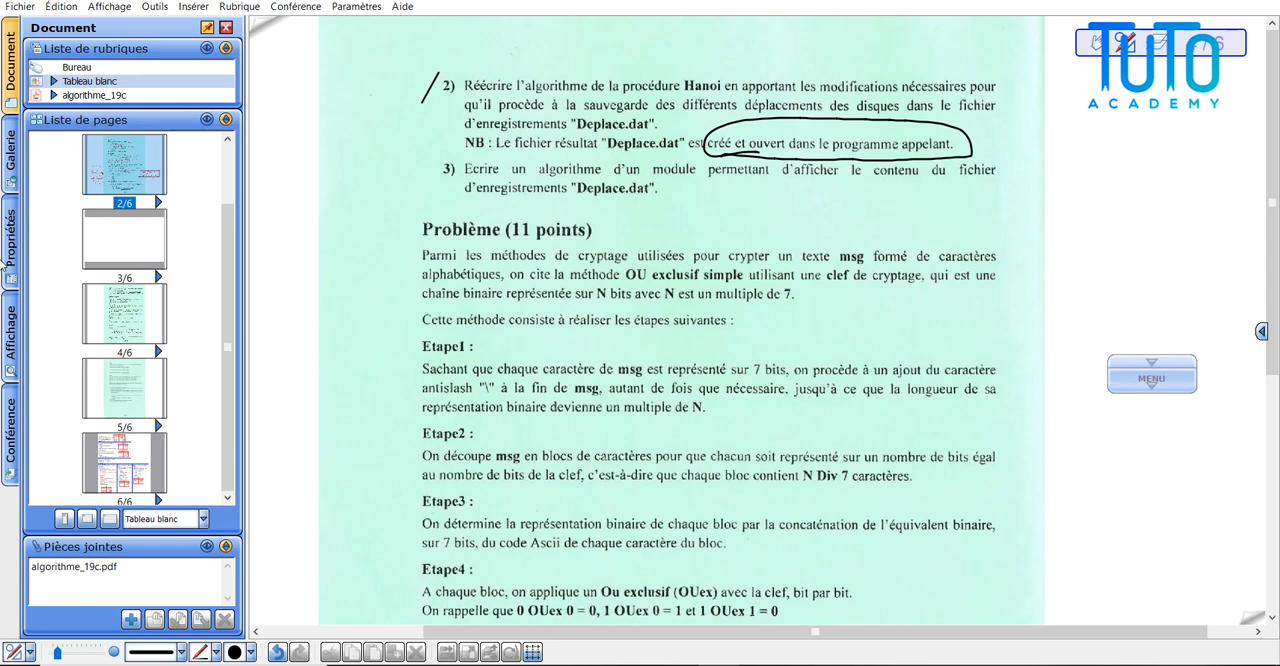 Fichier Édition Affichage Outils Insérer Rubrique Conférence Paramètres Aide
Document
Document
Liste de rubriques
Bureau
Tableau blanc
algorithme_19c
Liste de pages
2/6
3/6
4/6
5/6
6/6
Tableau blanc
Pièces jointes
algorithme_19c.pdf
Galerie
Propriétés
Affichage
Conférence
2) Réécrire l'algorithme de la procédure Hanoi en apportant les modifications nécessaires pour
qu'il procède à la sauvegarde des différents déplacements des disques dans le fichier
d'enregistrements "Deplace.dat".
NB : Le fichier résultat "Deplace.dat" est créé et ouvert dans le programme appelant.
3) Ecrire un algorithme d'un module permettant d'afficher le contenu du fichier
d'enregistrements "Deplace.dat".
Problème (11 points)
Parmi les méthodes de cryptage utilisées pour crypter un texte msg formé de caractères
alphabétiques, on cite la méthode OU exclusif simple utilisant une clef de cryptage, qui est une
chaîne binaire représentée sur N bits avec N est un multiple de 7.
Cette méthode consiste à réaliser les étapes suivantes :
Etape1 :
Sachant que chaque caractère de msg est représenté sur 7 bits, on procède à un ajout du caractère
antislash "\" à la fin de msg, autant de fois que nécessaire, jusqu'à ce que la longueur de sa
représentation binaire devienne un multiple de N.
Etape2 :
On découpe msg en blocs de caractères pour que chacun soit représenté sur un nombre de bits égal
au nombre de bits de la clef, c'est-à-dire que chaque bloc contient N Div 7 caractères.
Etape3 :
On détermine la représentation binaire de chaque bloc par la concaténation de l'équivalent binaire,
sur 7 bits, du code Ascii de chaque caractère du bloc.
Etape4 :
A chaque bloc, on applique un Ou exclusif (OUex) avec la clef, bit par bit.
On rappelle que 0 OUex 0 = 0, 1 OUex 0 = 1 et 1 OUex 1 = 0
TUTO
ACADEMY
MENU